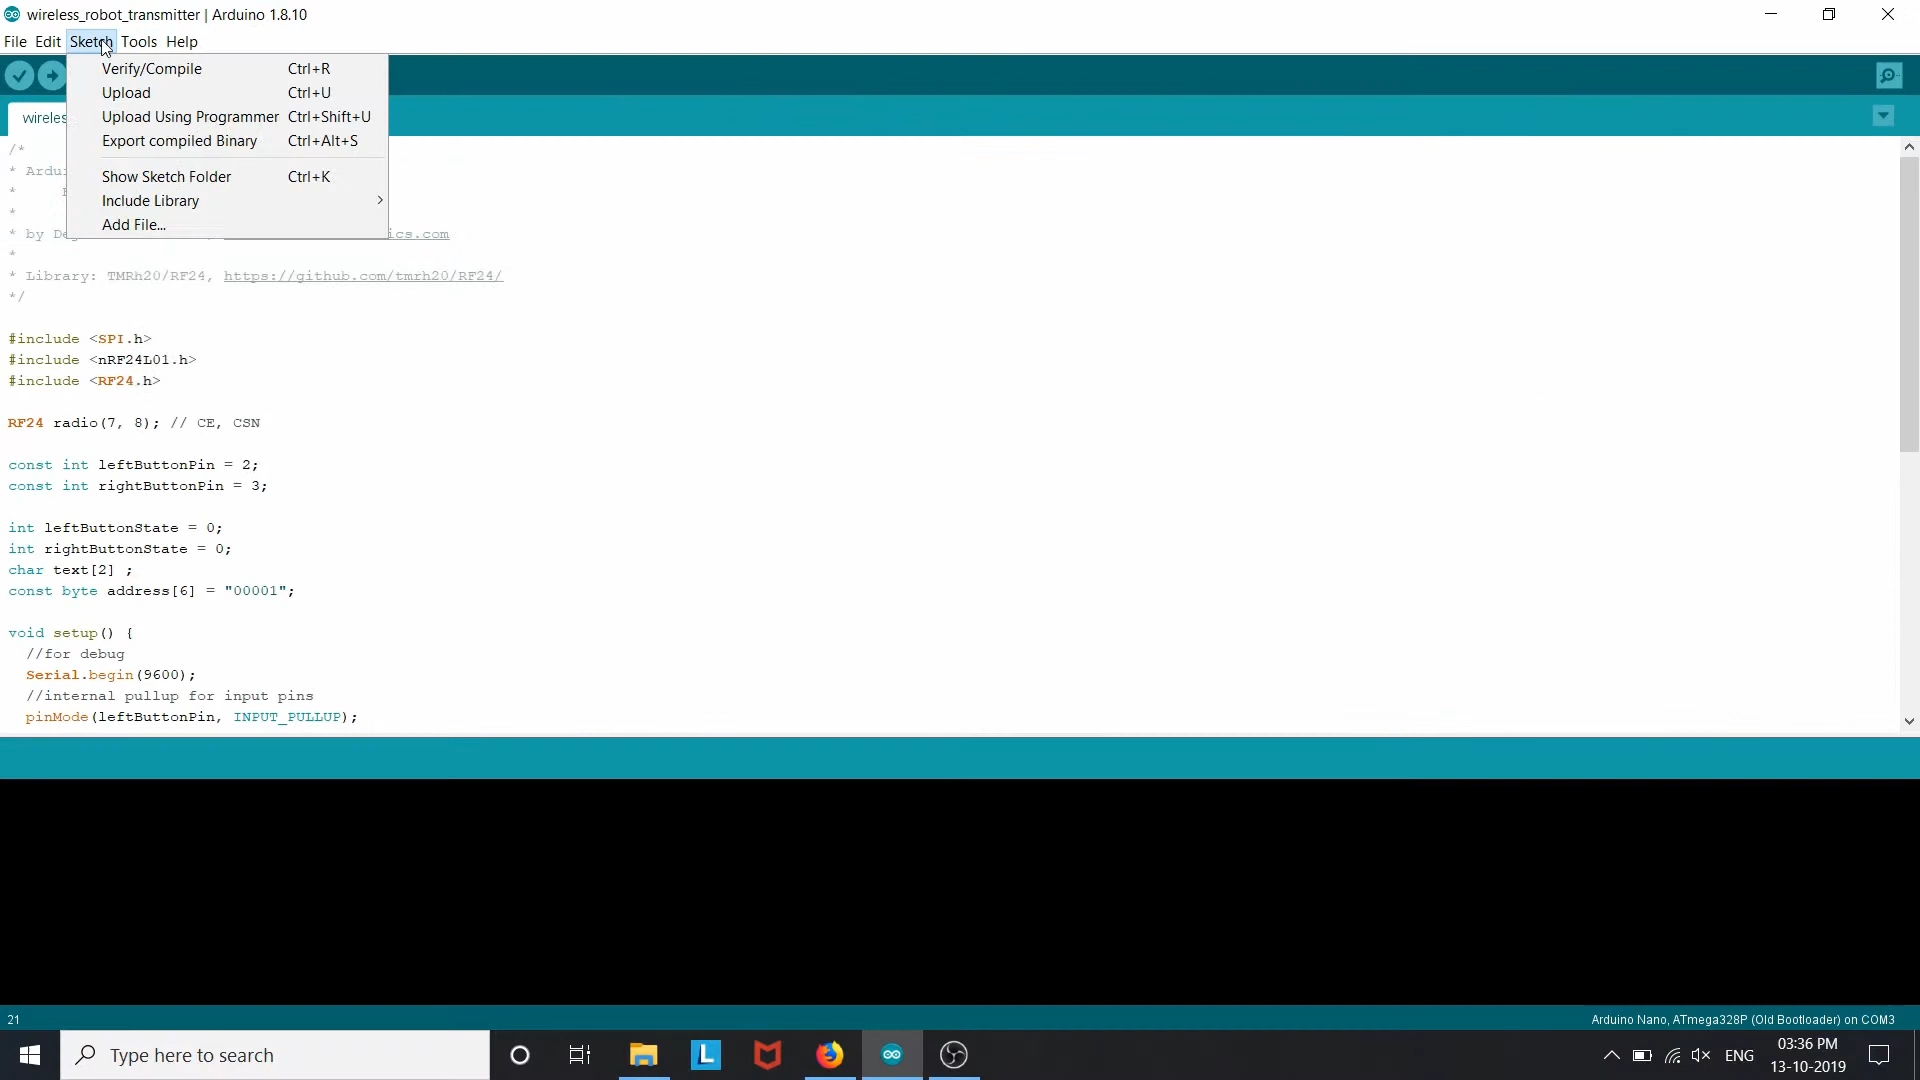 wireless_robot_transmitter | Arduino 1.8.10
File Edit Sketch Tools Help
Verify/Compile Ctrl+R
Upload Ctrl+U
Upload Using Programmer Ctrl+Shift+U
Export compiled Binary Ctrl+Alt+S
Show Sketch Folder Ctrl+K
Include Library
Add File...
/*
*
*
* by
*
* Library: TMRh20/RF24, https://github.com/tmrh20/RF24/
*/
#include <SPI.h>
#include <nRF24L01.h>
#include <RF24.h>
RF24 radio(7, 8); // CE, CSN
const int leftButtonPin = 2;
const int rightButtonPin = 3;
int leftButtonState = 0;
int rightButtonState = 0;
char text[2] ;
const byte address[6] = "00001";
void setup() {
//for debug
Serial.begin(9600);
//internal pullup for input pins
pinMode(leftButtonPin, INPUT_PULLUP);
21
Arduino Nano, ATmega328P (Old Bootloader) on COM3
Type here to search
L
ENG
03:36 PM
13-10-2019